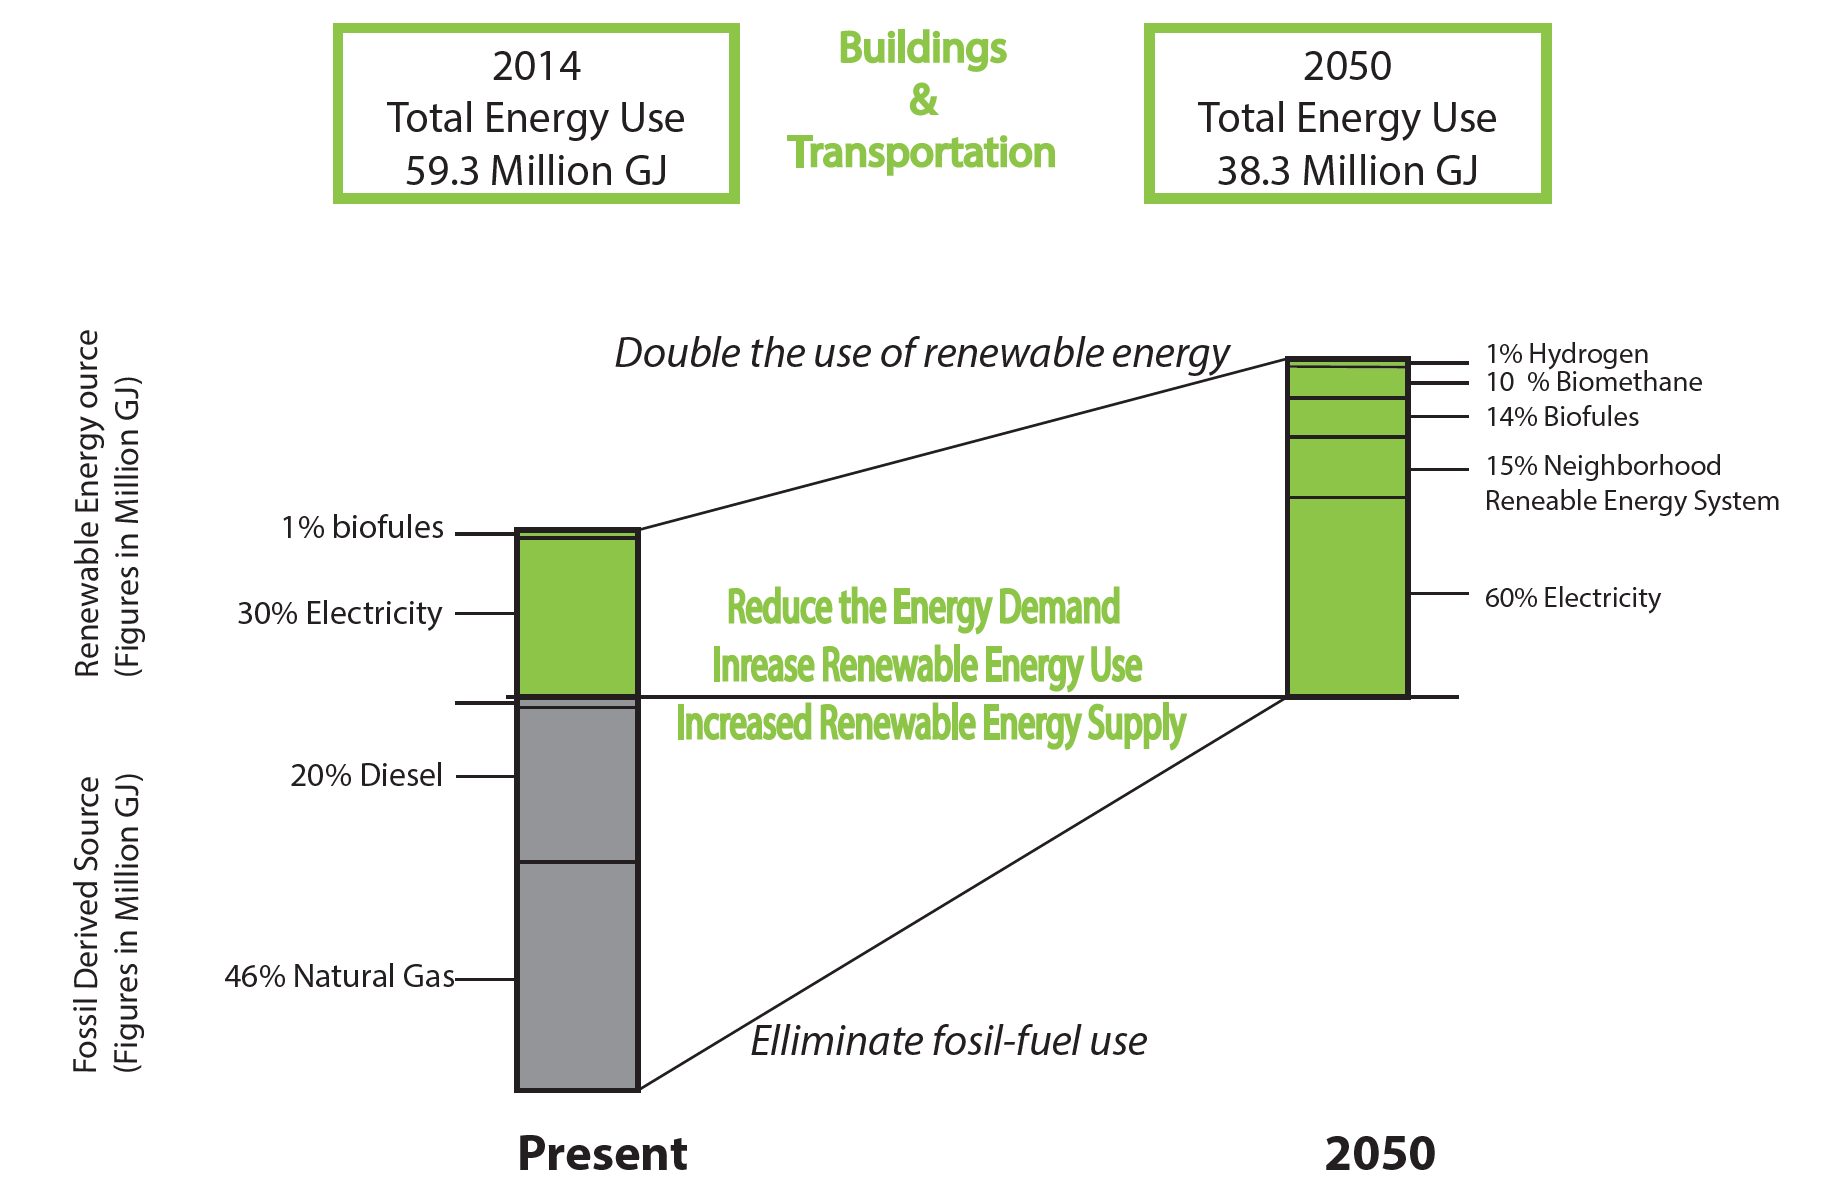 2014
Total Energy Use
59.3 Million GJ
Buildings
&
Transportation
2050
Total Energy Use
38.3 Million GJ
Renewable Energy ource
(Figures in Million GJ)
Fossil Derived Source
(Figures in Million GJ)
Double the use of renewable energy
1% Hydrogen
10 % Biomethane
14% Biofules
15% Neighborhood
Reneable Energy System
60% Electricity
1% biofules
30% Electricity
20% Diesel
46% Natural Gas
Reduce the Energy Demand
Inrease Renewable Energy Use
Increased Renewable Energy Supply
Elliminate fosil-fuel use
Present
2050